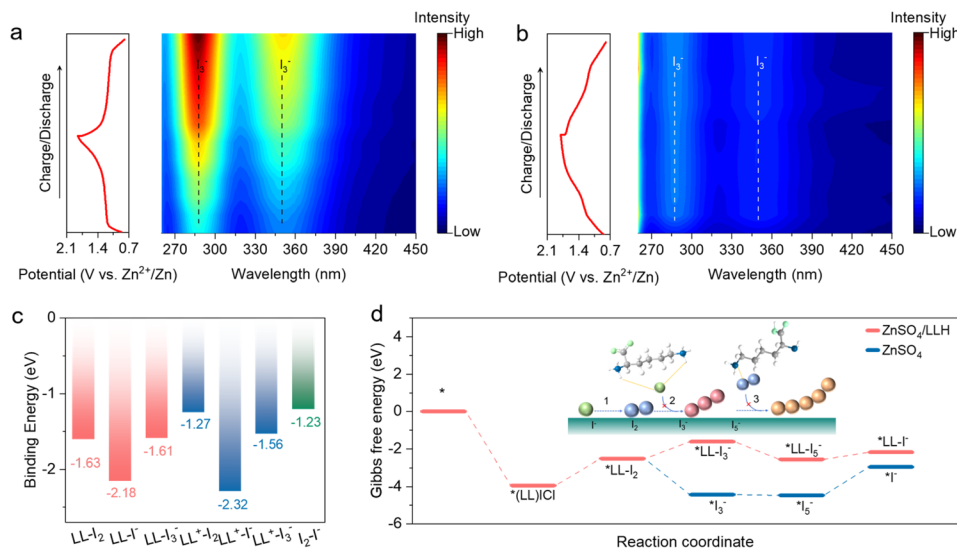 a
Intensity
High
Low
I3⁻
I3⁻
Charge/Discharge
2.1 1.4 0.7
270 300 330 360 390 420 450
Potential (V vs. Zn²⁺/Zn)
Wavelength (nm)
b
Intensity
High
Low
I3⁻
I3⁻
Charge/Discharge
2.1 1.4 0.7
270 300 330 360 390 420 450
Potential (V vs. Zn²⁺/Zn)
Wavelength (nm)
c
Binding Energy (eV)
0
-1
-2
-1.63
-2.18
-1.61
-1.27
-2.32
-1.56
-1.23
LL-I2 LL-I⁻ LL-I3⁻ LL⁺-I2 LL⁺-I⁻ LL⁺-I3⁻ I2-I⁻
d
Gibbs free energy (eV)
4
2
0
-2
-4
-6
ZnSO4/LLH
ZnSO4
1 2 3
I⁻ I2 I3⁻ I5⁻
*
*(LL)ICl
*LL-I2
*LL-I3⁻
*LL-I5⁻
*LL-I⁻
*I3⁻
*I5⁻
*I⁻
Reaction coordinate